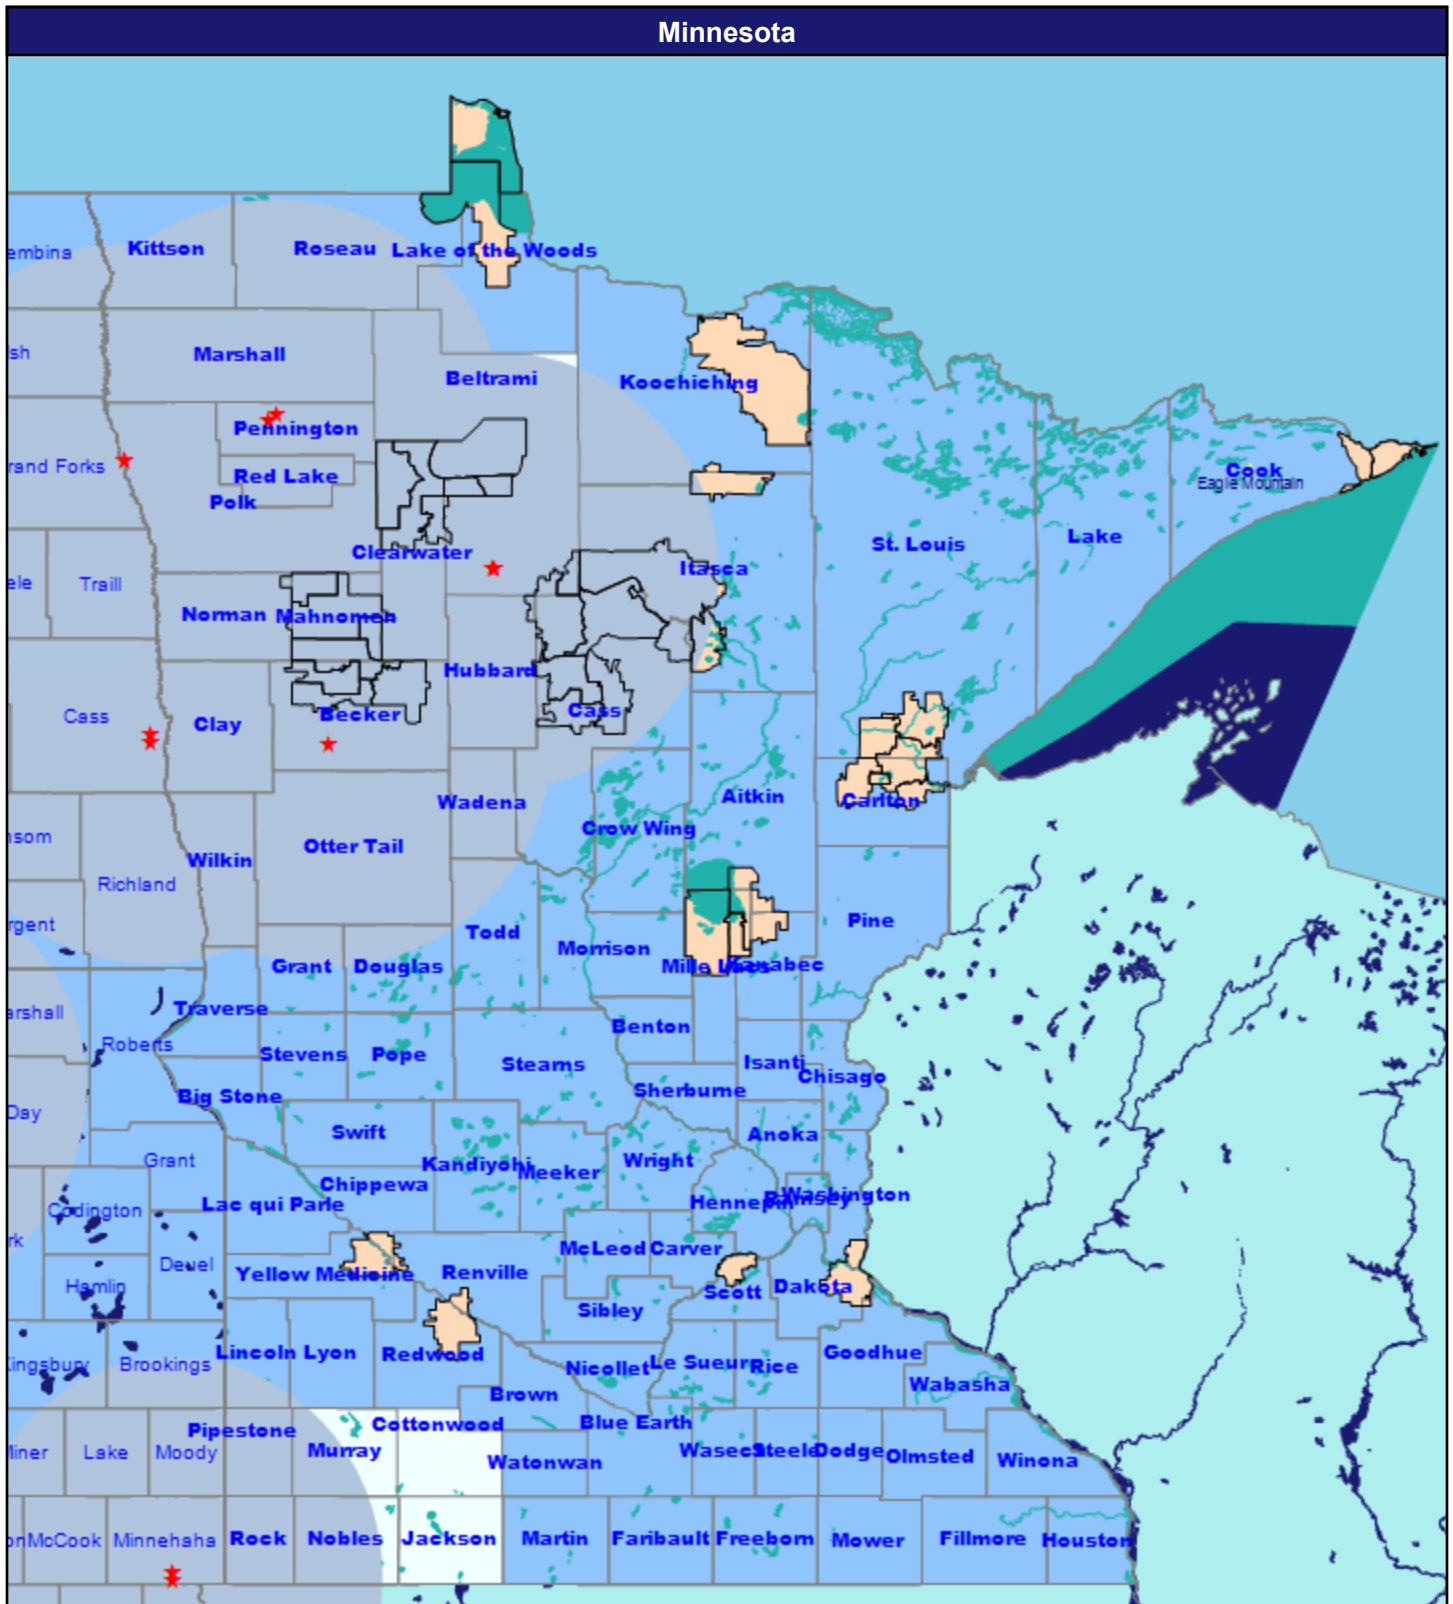 Minnesota
embina
Kittson
Roseau
Lake of the Woods
sh
Marshall
Beltrami
Koochiching
Pennington
rand Forks
Red Lake
Polk
Cook
Eagle Mountain
Clearwater
St. Louis
Lake
Itasca
ele
Traill
Norman
Mahnomen
Hubbard
Cass
Clay
Becker
Cass
Wadena
Aitkin
Carlton
Crow Wing
nsom
Otter Tail
Wilkin
Richland
rgent
Todd
Morrison
Pine
Grant
Douglas
Mille Lacs
Kanabec
arshall
Traverse
Roberts
Benton
Stevens
Pope
Stearns
Isanti
Chisago
Sherburne
Big Stone
Day
Swift
Anoka
Grant
Kandiyohi
Meeker
Wright
Chippewa
Lac qui Parle
Hennepin
Ramsey
Washington
Codington
rk
McLeod
Carver
Deuel
Yellow Medicine
Renville
Hamlin
Scott
Dakota
Sibley
Kingsbury
Brookings
Lincoln
Lyon
Redwood
Nicollet
Le Sueur
Rice
Goodhue
Wabasha
Brown
Pipestone
Cottonwood
Blue Earth
Miner
Lake
Moody
Murray
Watonwan
Waseca
Steele
Dodge
Olmsted
Winona
on
McCook
Minnehaha
Rock
Nobles
Jackson
Martin
Faribault
Freeborn
Mower
Fillmore
Houston